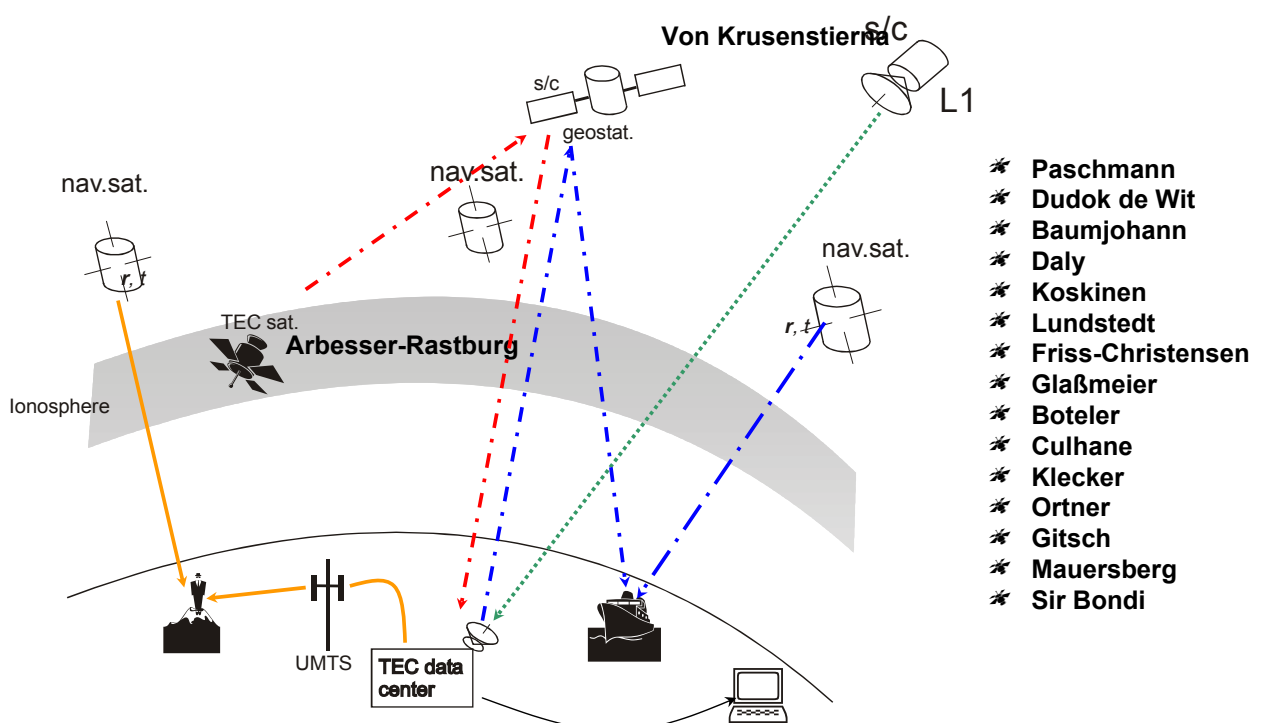 Von Krusenstierna
s/c
s/c
L1
geostat.
nav.sat.
nav.sat.
nav.sat.
r, t
r, t
TEC sat.
Arbesser-Rastburg
Ionosphere
UMTS
TEC data
center
Paschmann
Dudok de Wit
Baumjohann
Daly
Koskinen
Lundstedt
Friss-Christensen
Glaßmeier
Boteler
Culhane
Klecker
Ortner
Gitsch
Mauersberg
Sir Bondi